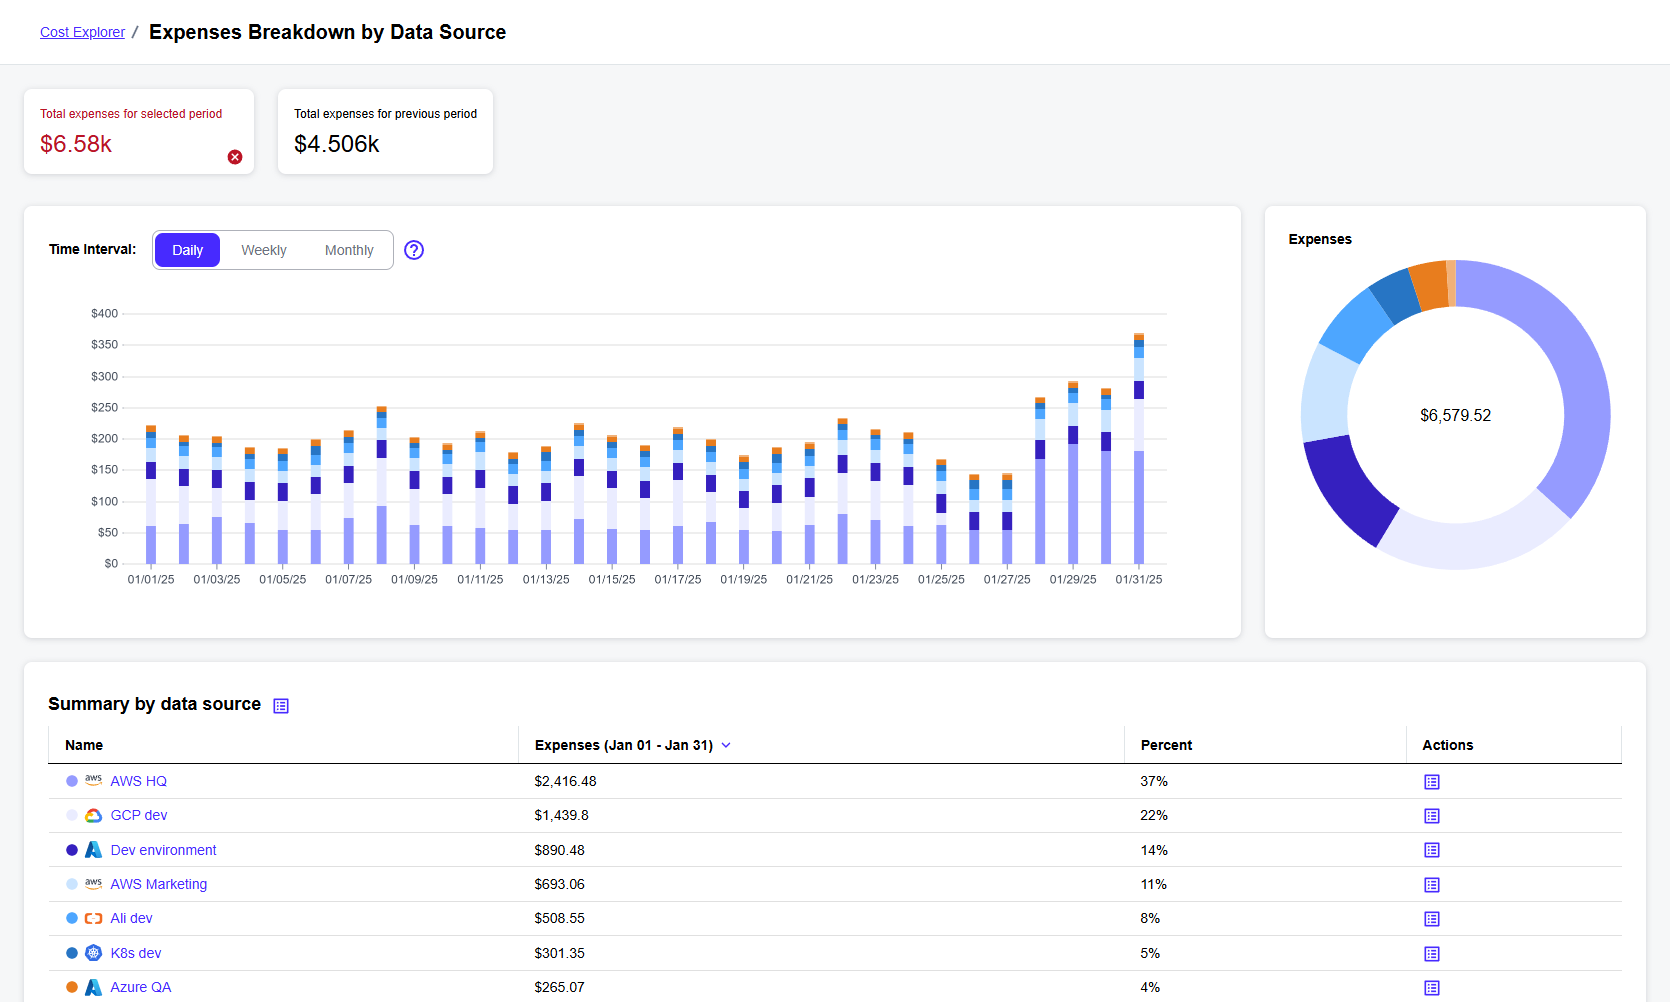 Cost Explorer / Expenses Breakdown by Data Source
Total expenses for selected period
$6.58k
Total expenses for previous period
$4.506k
Time Interval: Daily Weekly Monthly
$400
$350
$300
$250
$200
$150
$100
$50
$0
01/01/25 01/03/25 01/05/25 01/07/25 01/09/25 01/11/25 01/13/25 01/15/25 01/17/25 01/19/25 01/21/25 01/23/25 01/25/25 01/27/25 01/29/25 01/31/25
Expenses
$6,579.52
Summary by data source
Name Expenses (Jan 01 - Jan 31) Percent Actions
aws AWS HQ $2,416.48 37%
GCP dev $1,439.8 22%
Dev environment $890.48 14%
aws AWS Marketing $693.06 11%
Ali dev $508.55 8%
K8s dev $301.35 5%
Azure QA $265.07 4%